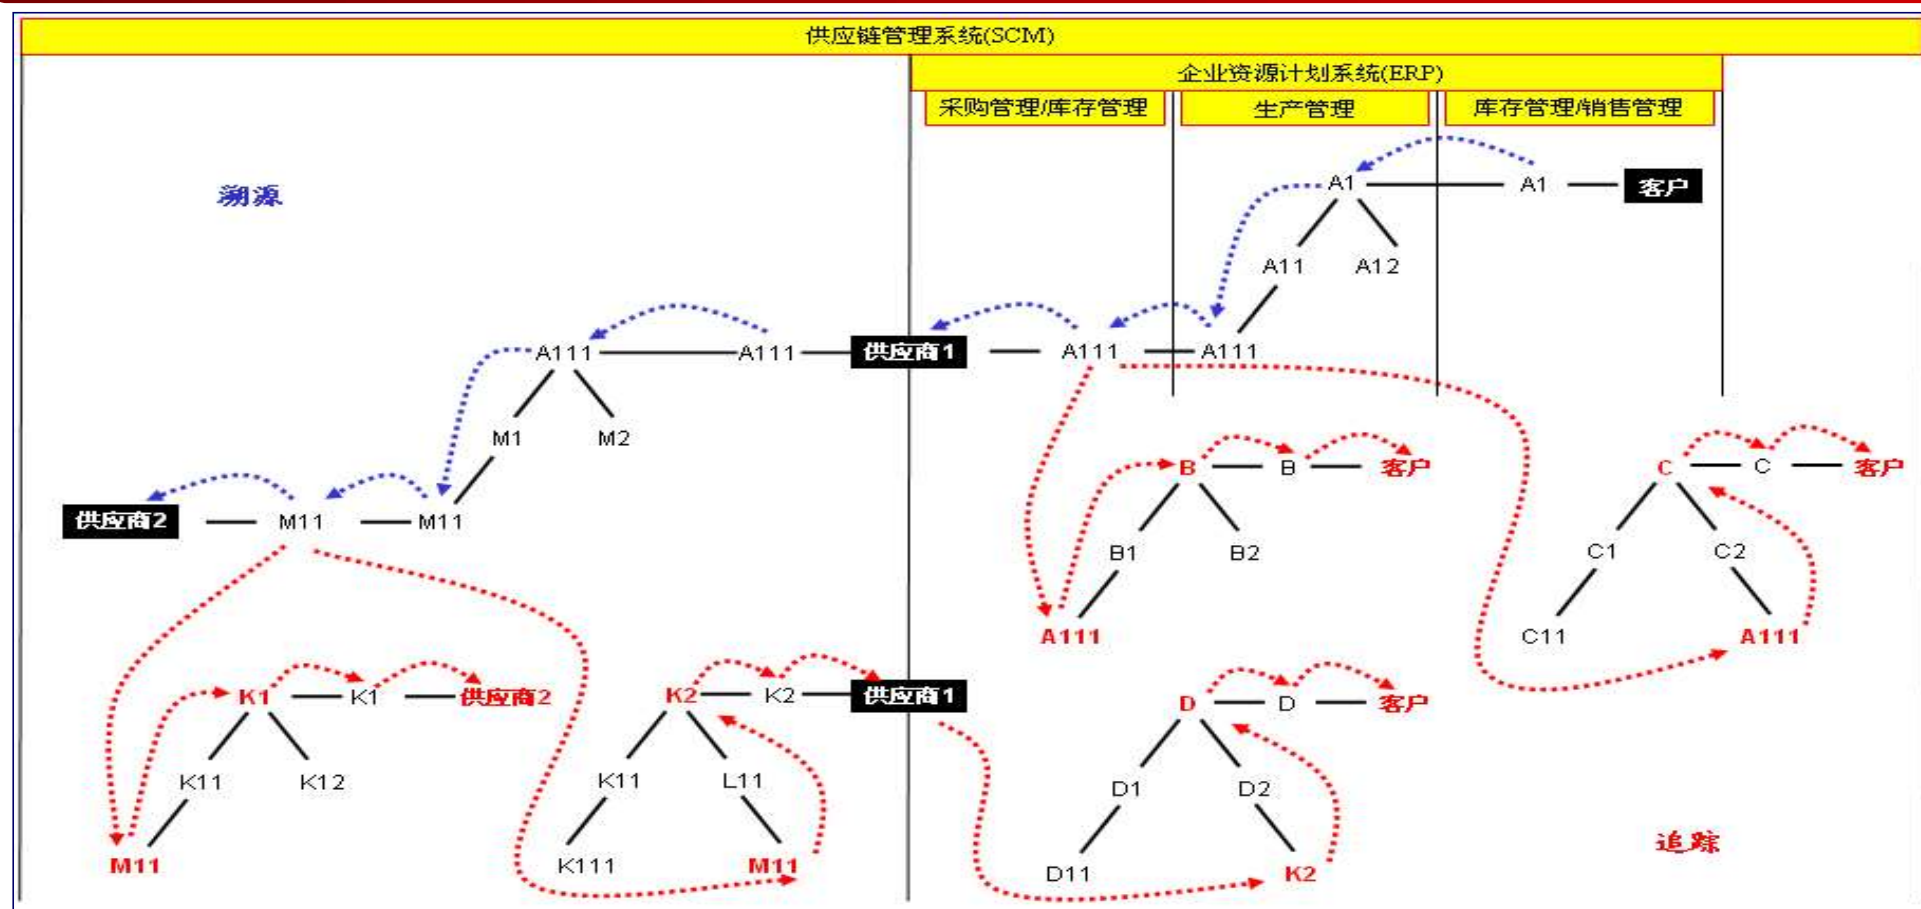 供应链管理系统(SCM)
企业资源计划系统(ERP)
采购管理/库存管理 生产管理 库存管理/销售管理
溯源
A1 A1 客户
A11 A12
A111 A111 供应商1 A111 A111
M1 M2
B B 客户 C C 客户
供应商2 M11 M11
B1 B2 C1 C2
A111 C11 A111
K1 K1 供应商2 K2 K2 供应商1 D D 客户
K11 K12 K11 L11 D1 D2
追踪
M11 K111 M11 D11 K2